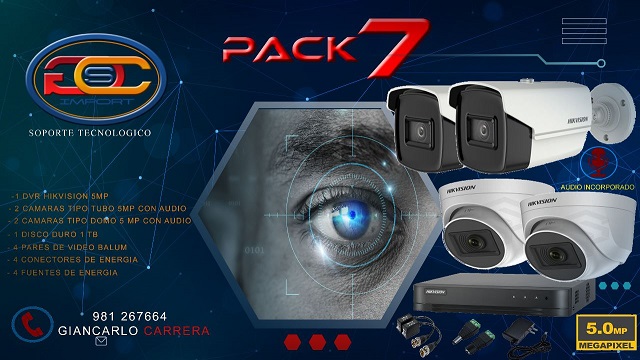 PACK 7
GSC
IMPORT
SOPORTE TECNOLOGICO
HIKVISION
AUDIO INCORPORADO
HIKVISION
HIKVISION
-1 DVR HIKVISION 5MP
- 2 CAMARAS TIPO TUBO 5MP CON AUDIO
- 2 CAMARAS TIPO DOMO 5 MP CON AUDIO
- 1 DISCO DURO 1 TB
- 4 PARES DE VIDEO BALUM
- 4 CONECTORES DE ENERGIA
- 4 FUENTES DE ENERGIA
0101
981 267664
GIANCARLO CARRERA
5.0MP
MEGAPIXEL